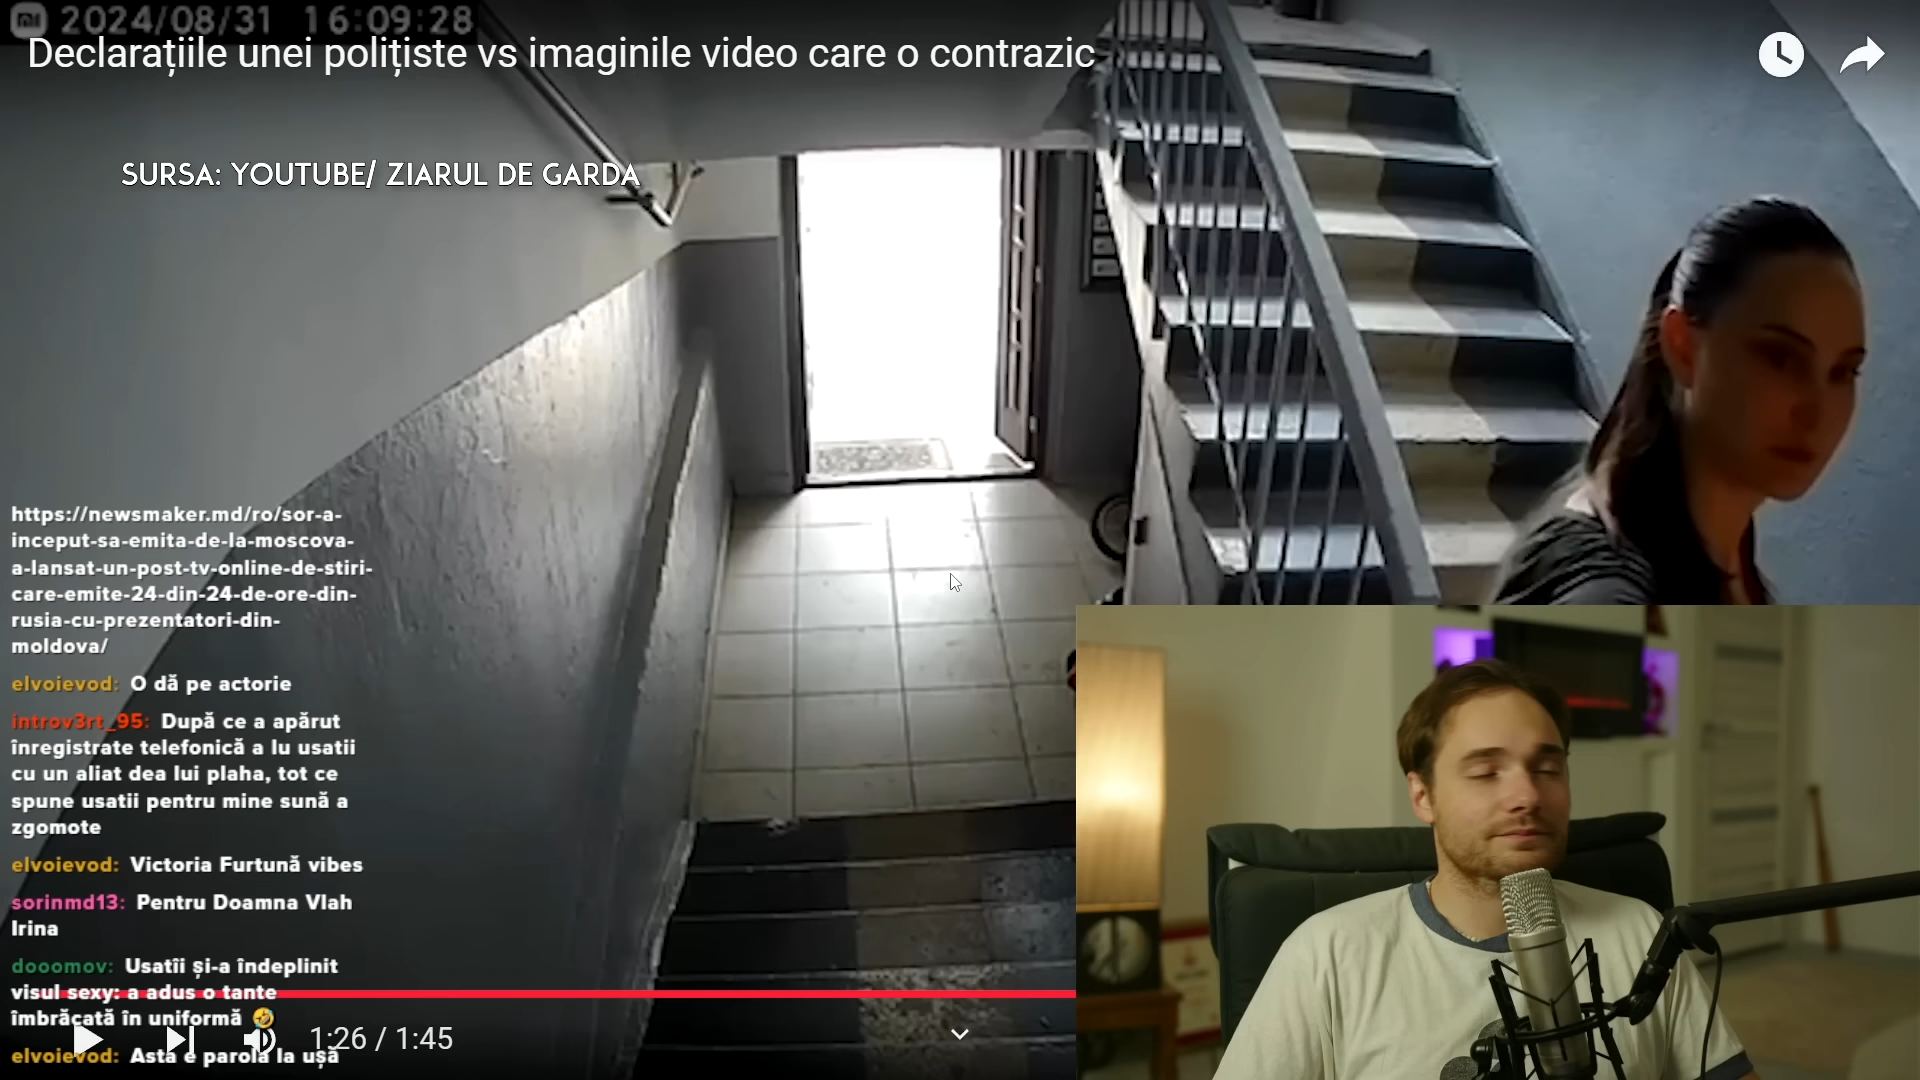 2024/08/31 16:09:28
Declarațiile unei polițiste vs imaginile video care o contrazic
SURSA: YOUTUBE/ ZIARUL DE GARDA
https://newsmaker.md/ro/sor-a-
inceput-sa-emita-de-la-moscova-
a-lansat-un-post-tv-online-de-stiri-
care-emite-24-din-24-de-ore-din-
rusia-cu-prezentatori-din-
moldova/
elvoievod: O dă pe actorie
introv3rt_95: După ce a apărut
înregistrate telefonică a lu usatii
cu un aliat dea lui plaha, tot ce
spune usatii pentru mine sună a
zgomote
elvoievod: Victoria Furtună vibes
sorinmd13: Pentru Doamna Vlah
Irina
dooomov: Usatîi și-a îndeplinit
visul sexy: a adus o tante
îmbrăcată în uniformă 🤣
1:26 / 1:45
elvoievod: Asta e parola la ușă